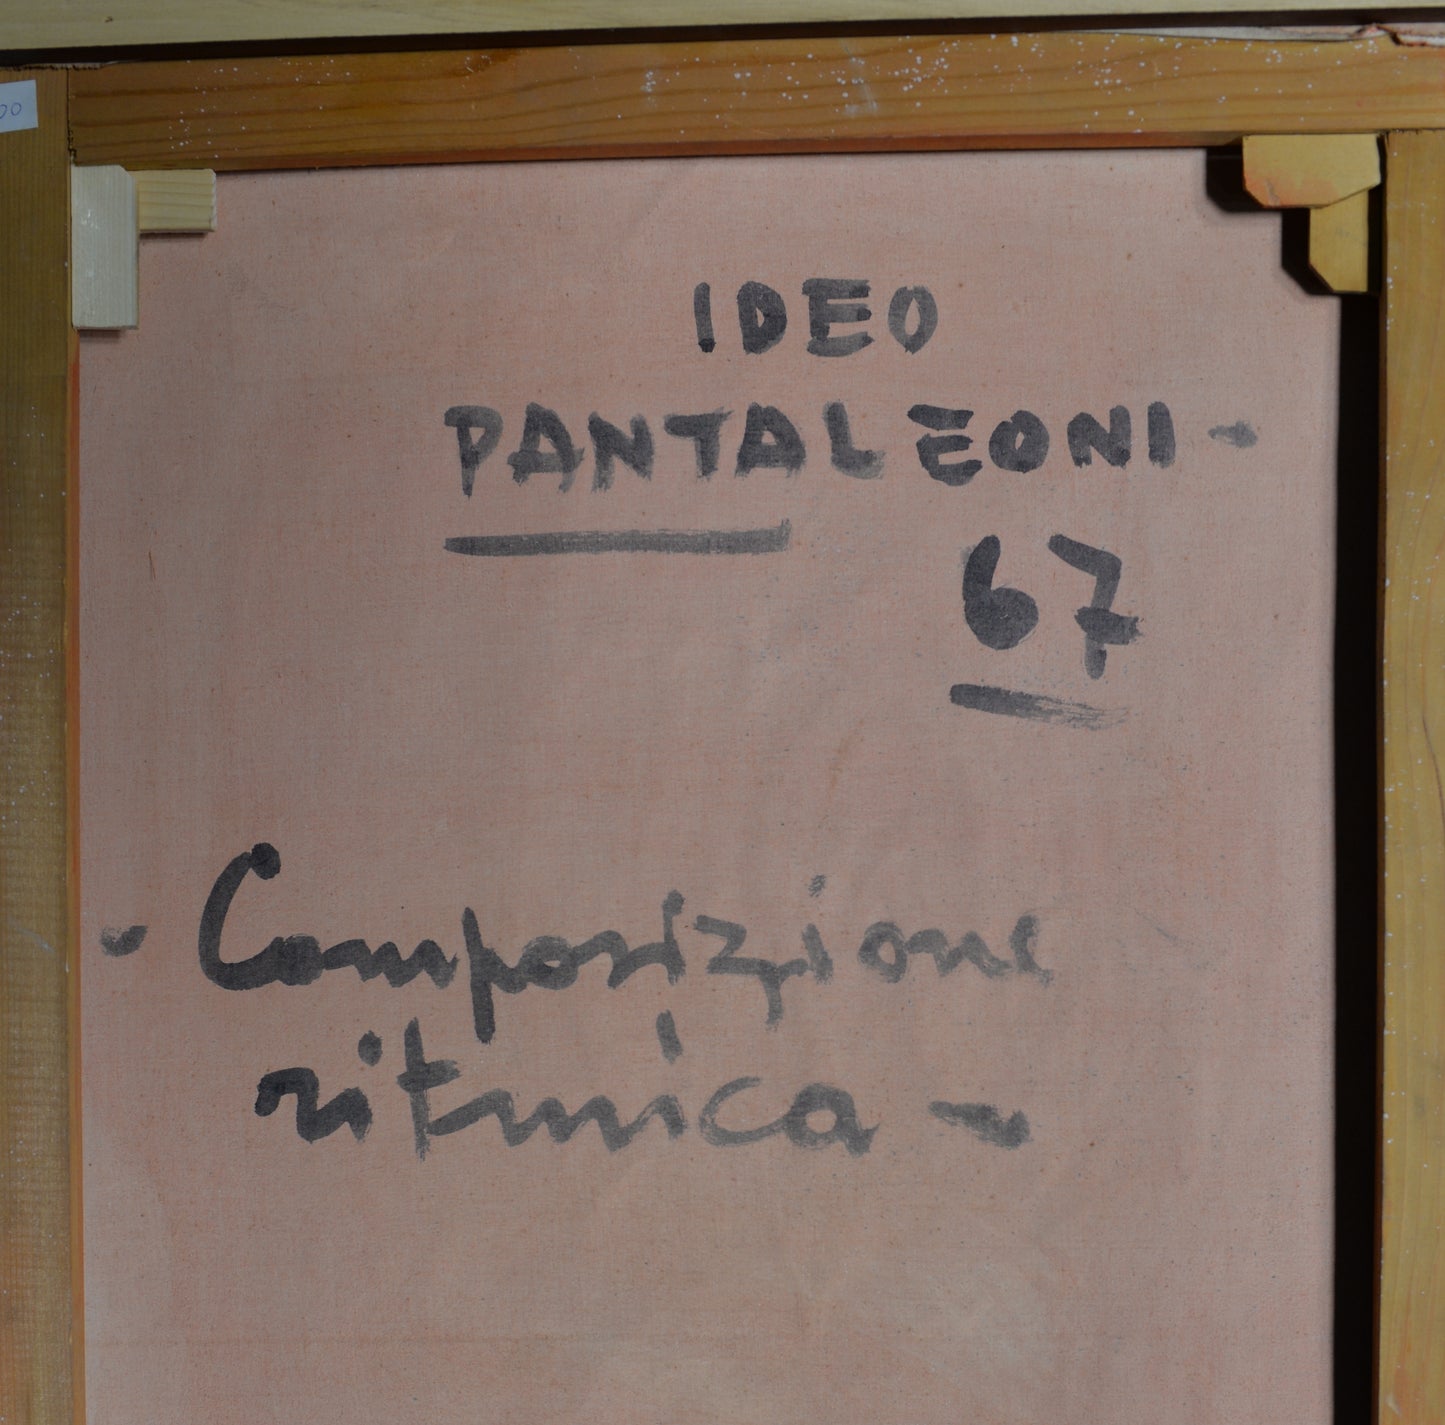 IDEO
PANTALEONI -
67
- Composizione
ritmica -